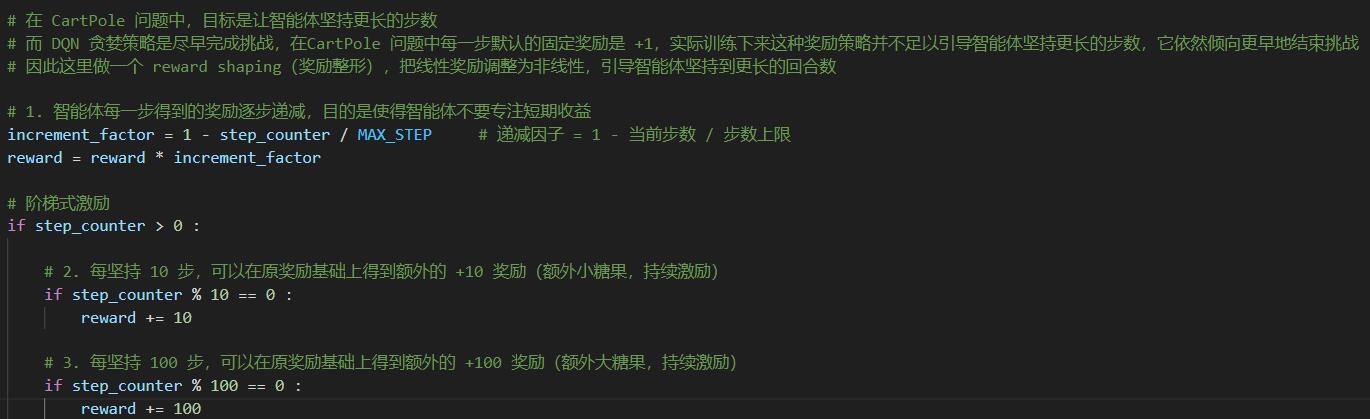 # 在 CartPole 问题中，目标是让智能体坚持更长的步数
# 而 DQN 贪婪策略是尽早完成挑战，在CartPole 问题中每一步默认的固定奖励是 +1，实际训练下来这种奖励策略并不足以引导智能体坚持更长的步数，它依然倾向更早地结束挑战
# 因此这里做一个 reward shaping（奖励整形），把线性奖励调整为非线性，引导智能体坚持到更长的回合数
# 1. 智能体每一步得到的奖励逐步递减，目的是使得智能体不要专注短期收益
increment_factor = 1 - step_counter / MAX_STEP     # 递减因子 = 1 - 当前步数 / 步数上限
reward = reward * increment_factor
# 阶梯式激励
if step_counter > 0 :
    # 2. 每坚持 10 步，可以在原奖励基础上得到额外的 +10 奖励（额外小糖果，持续激励）
    if step_counter % 10 == 0 :
        reward += 10
    # 3. 每坚持 100 步，可以在原奖励基础上得到额外的 +100 奖励（额外大糖果，持续激励）
    if step_counter % 100 == 0 :
        reward += 100